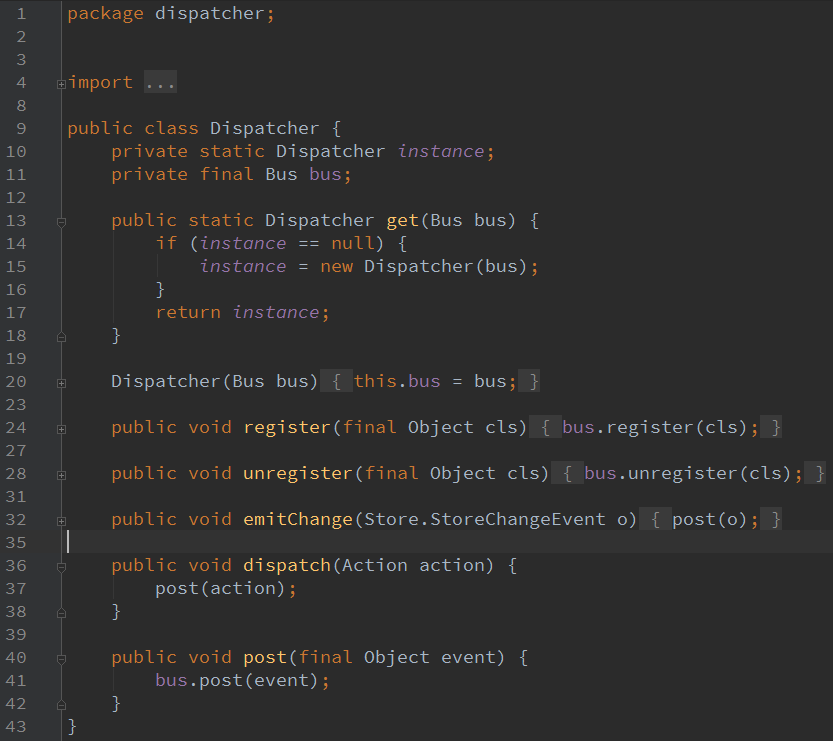 1 package dispatcher;
2
3
4 import ...
8
9 public class Dispatcher {
10     private static Dispatcher instance;
11     private final Bus bus;
12
13     public static Dispatcher get(Bus bus) {
14         if (instance == null) {
15             instance = new Dispatcher(bus);
16         }
17         return instance;
18     }
19
20     Dispatcher(Bus bus) { this.bus = bus; }
23
24     public void register(final Object cls) { bus.register(cls); }
27
28     public void unregister(final Object cls) { bus.unregister(cls); }
31
32     public void emitChange(Store.StoreChangeEvent o) { post(o); }
35
36     public void dispatch(Action action) {
37         post(action);
38     }
39
40     public void post(final Object event) {
41         bus.post(event);
42     }
43 }